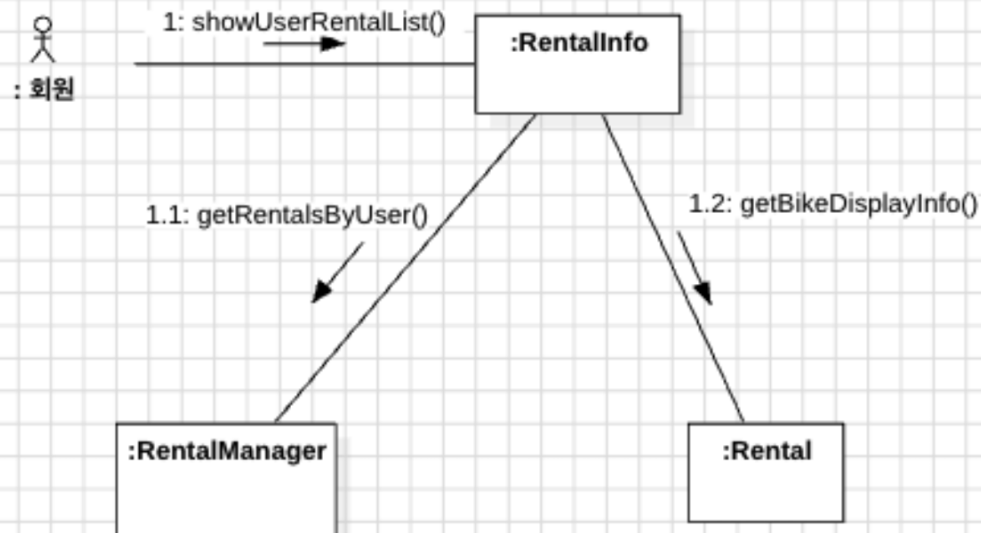 1: showUserRentalList()
:RentalInfo
: 회원
1.1: getRentalsByUser()
1.2: getBikeDisplayInfo()
:RentalManager
:Rental